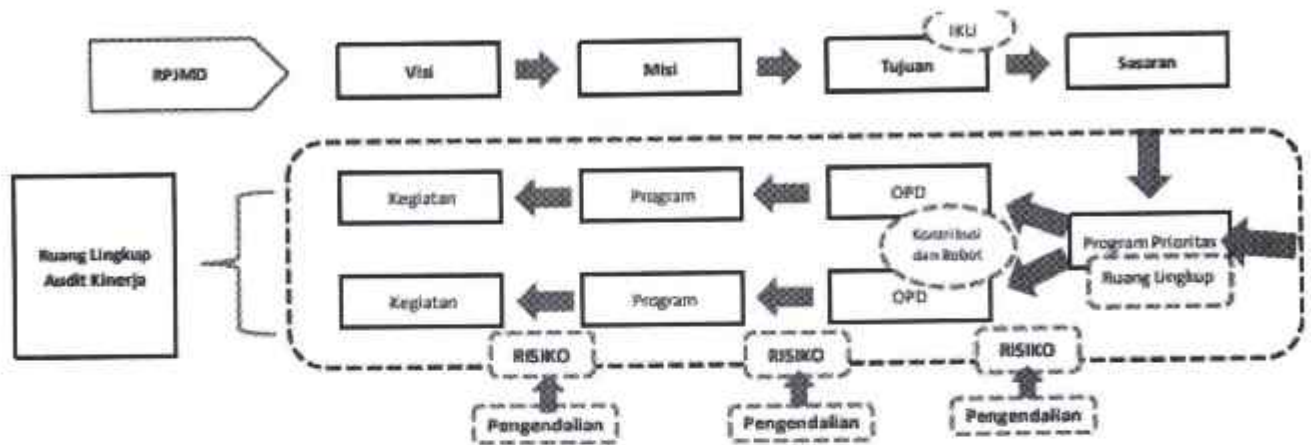 RPJMD
Visi
Misi
Tujuan
IKU
Sasaran
Ruang Lingkup
Audit Kinerja
Kegiatan
Program
OPD
Kontribusi
dan Bobot
Program Prioritas
Ruang Lingkup
Kegiatan
Program
OPD
RISIKO
RISIKO
RISIKO
Pengendalian
Pengendalian
Pengendalian